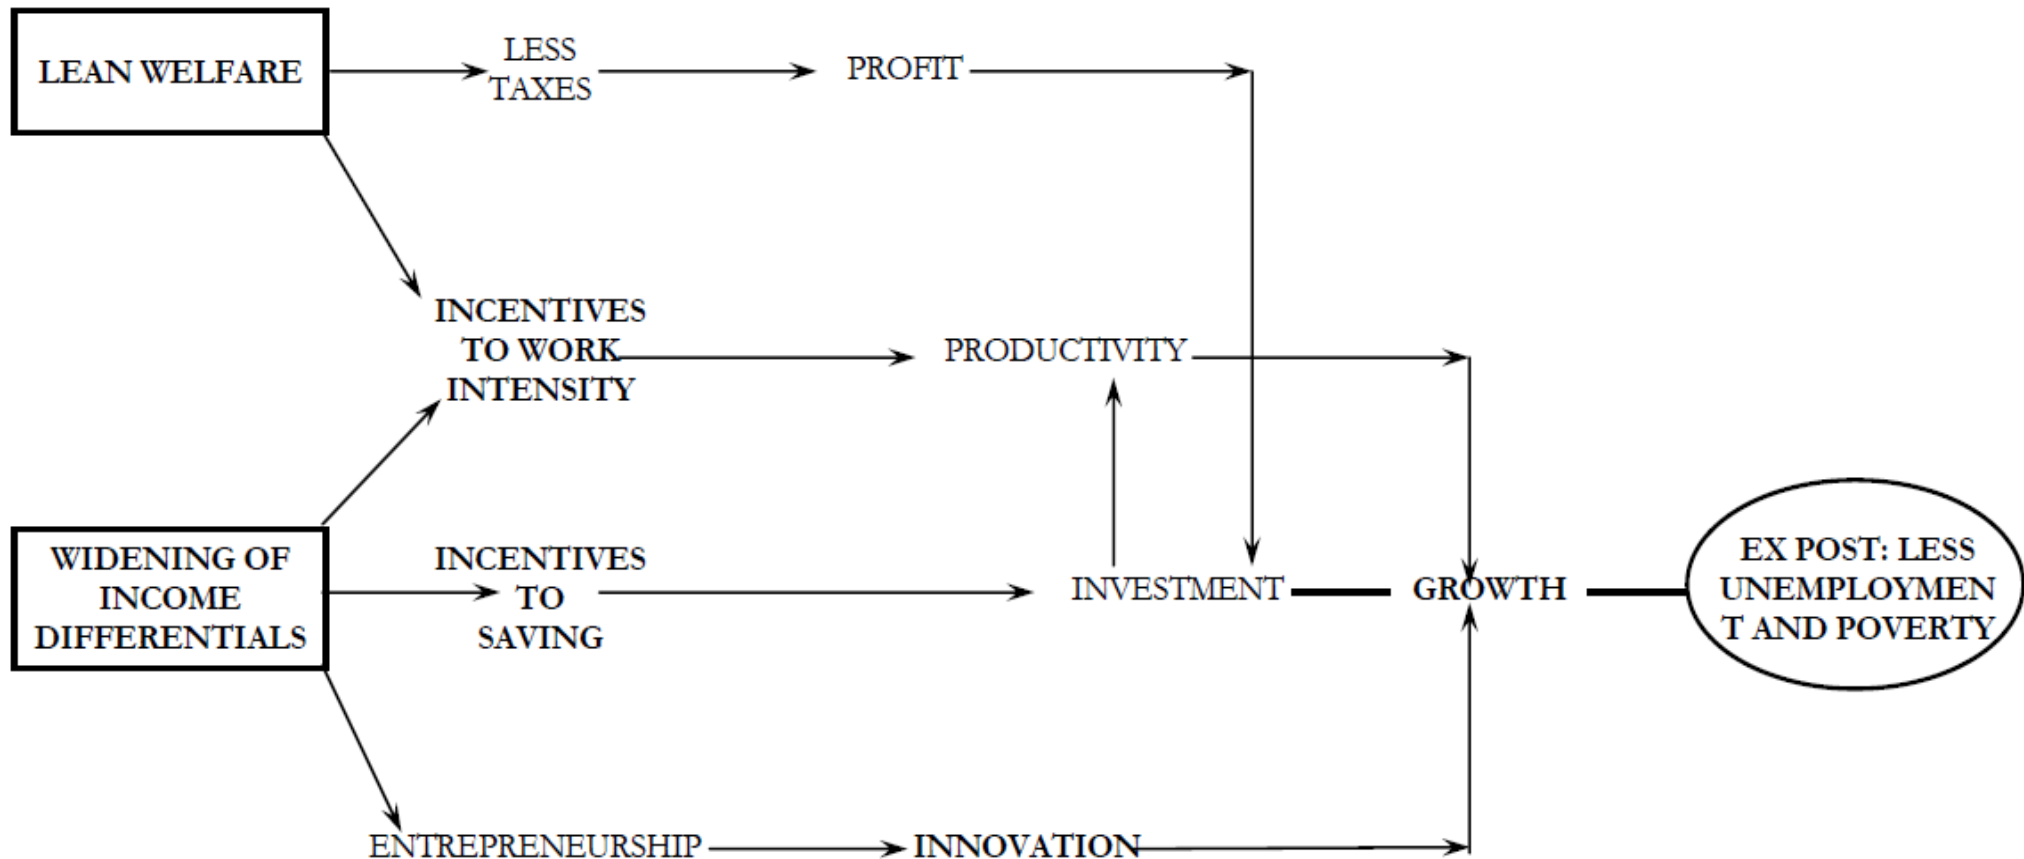 LEAN WELFARE
LESS
TAXES
PROFIT
INCENTIVES
TO WORK
INTENSITY
PRODUCTIVITY
WIDENING OF
INCOME
DIFFERENTIALS
INCENTIVES
TO
SAVING
INVESTMENT
GROWTH
EX POST: LESS
UNEMPLOYMEN
T AND POVERTY
ENTREPRENEURSHIP
INNOVATION